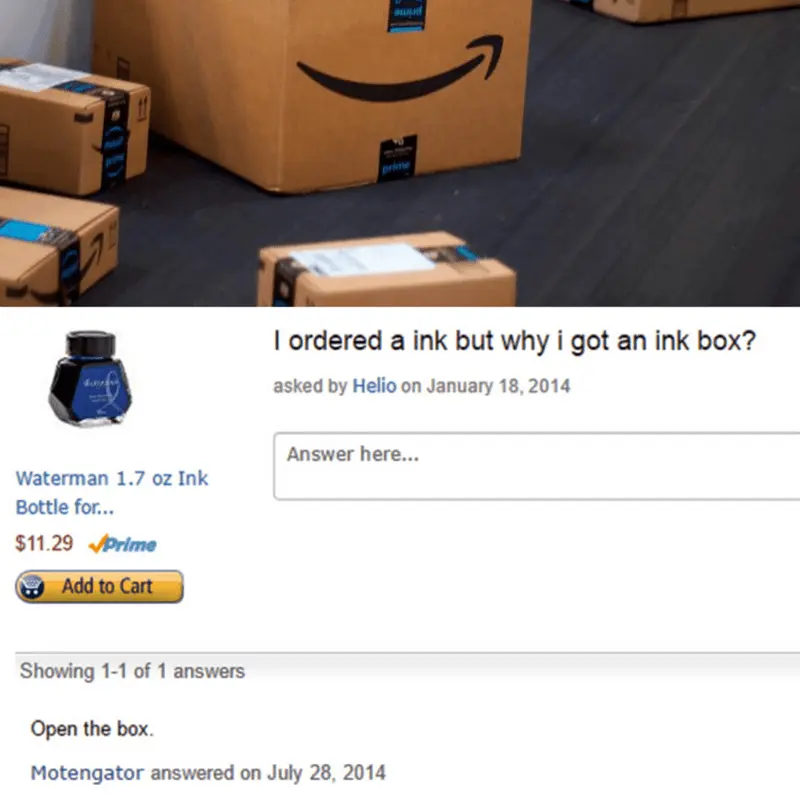 prime
prime
prime
I ordered a ink but why i got an ink box?
asked by Helio on January 18, 2014
Answer here...
Waterman 1.7 oz Ink
Bottle for...
$11.29 Prime
Add to Cart
Showing 1-1 of 1 answers
Open the box.
Motengator answered on July 28, 2014